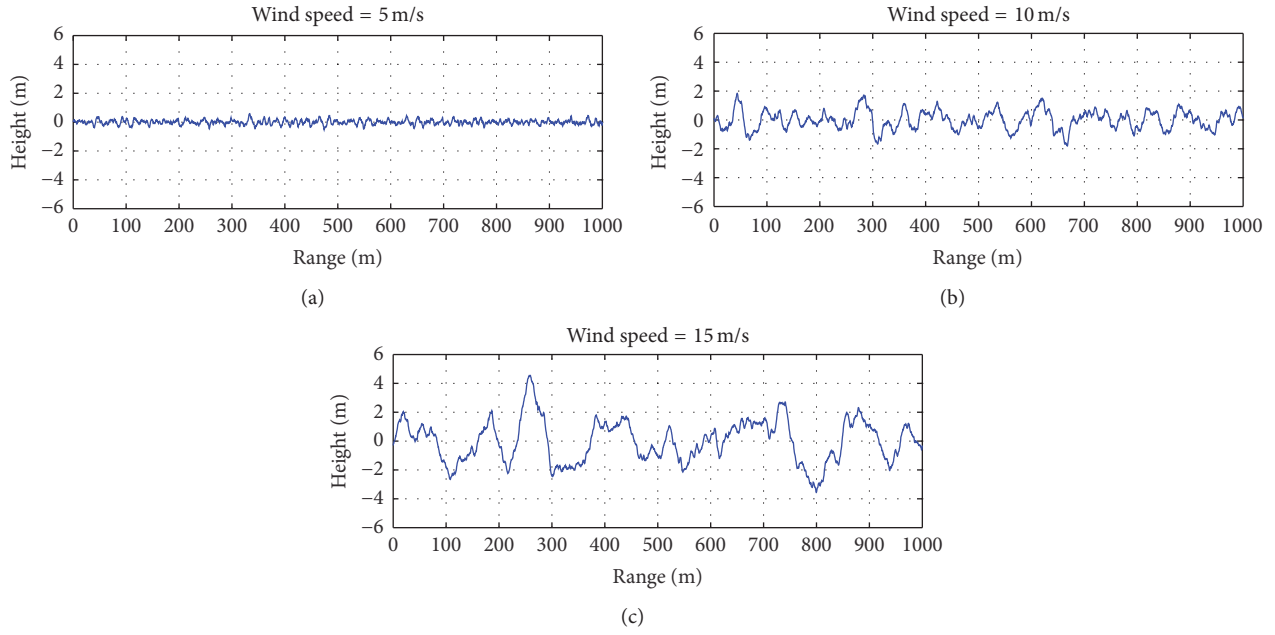 Wind speed = 5 m/s
6
4
2
0
−2
−4
−6
Height (m)
0 100 200 300 400 500 600 700 800 900 1000
Range (m)
(a)
Wind speed = 10 m/s
6
4
2
0
−2
−4
−6
Height (m)
0 100 200 300 400 500 600 700 800 900 1000
Range (m)
(b)
Wind speed = 15 m/s
6
4
2
0
−2
−4
−6
Height (m)
0 100 200 300 400 500 600 700 800 900 1000
Range (m)
(c)